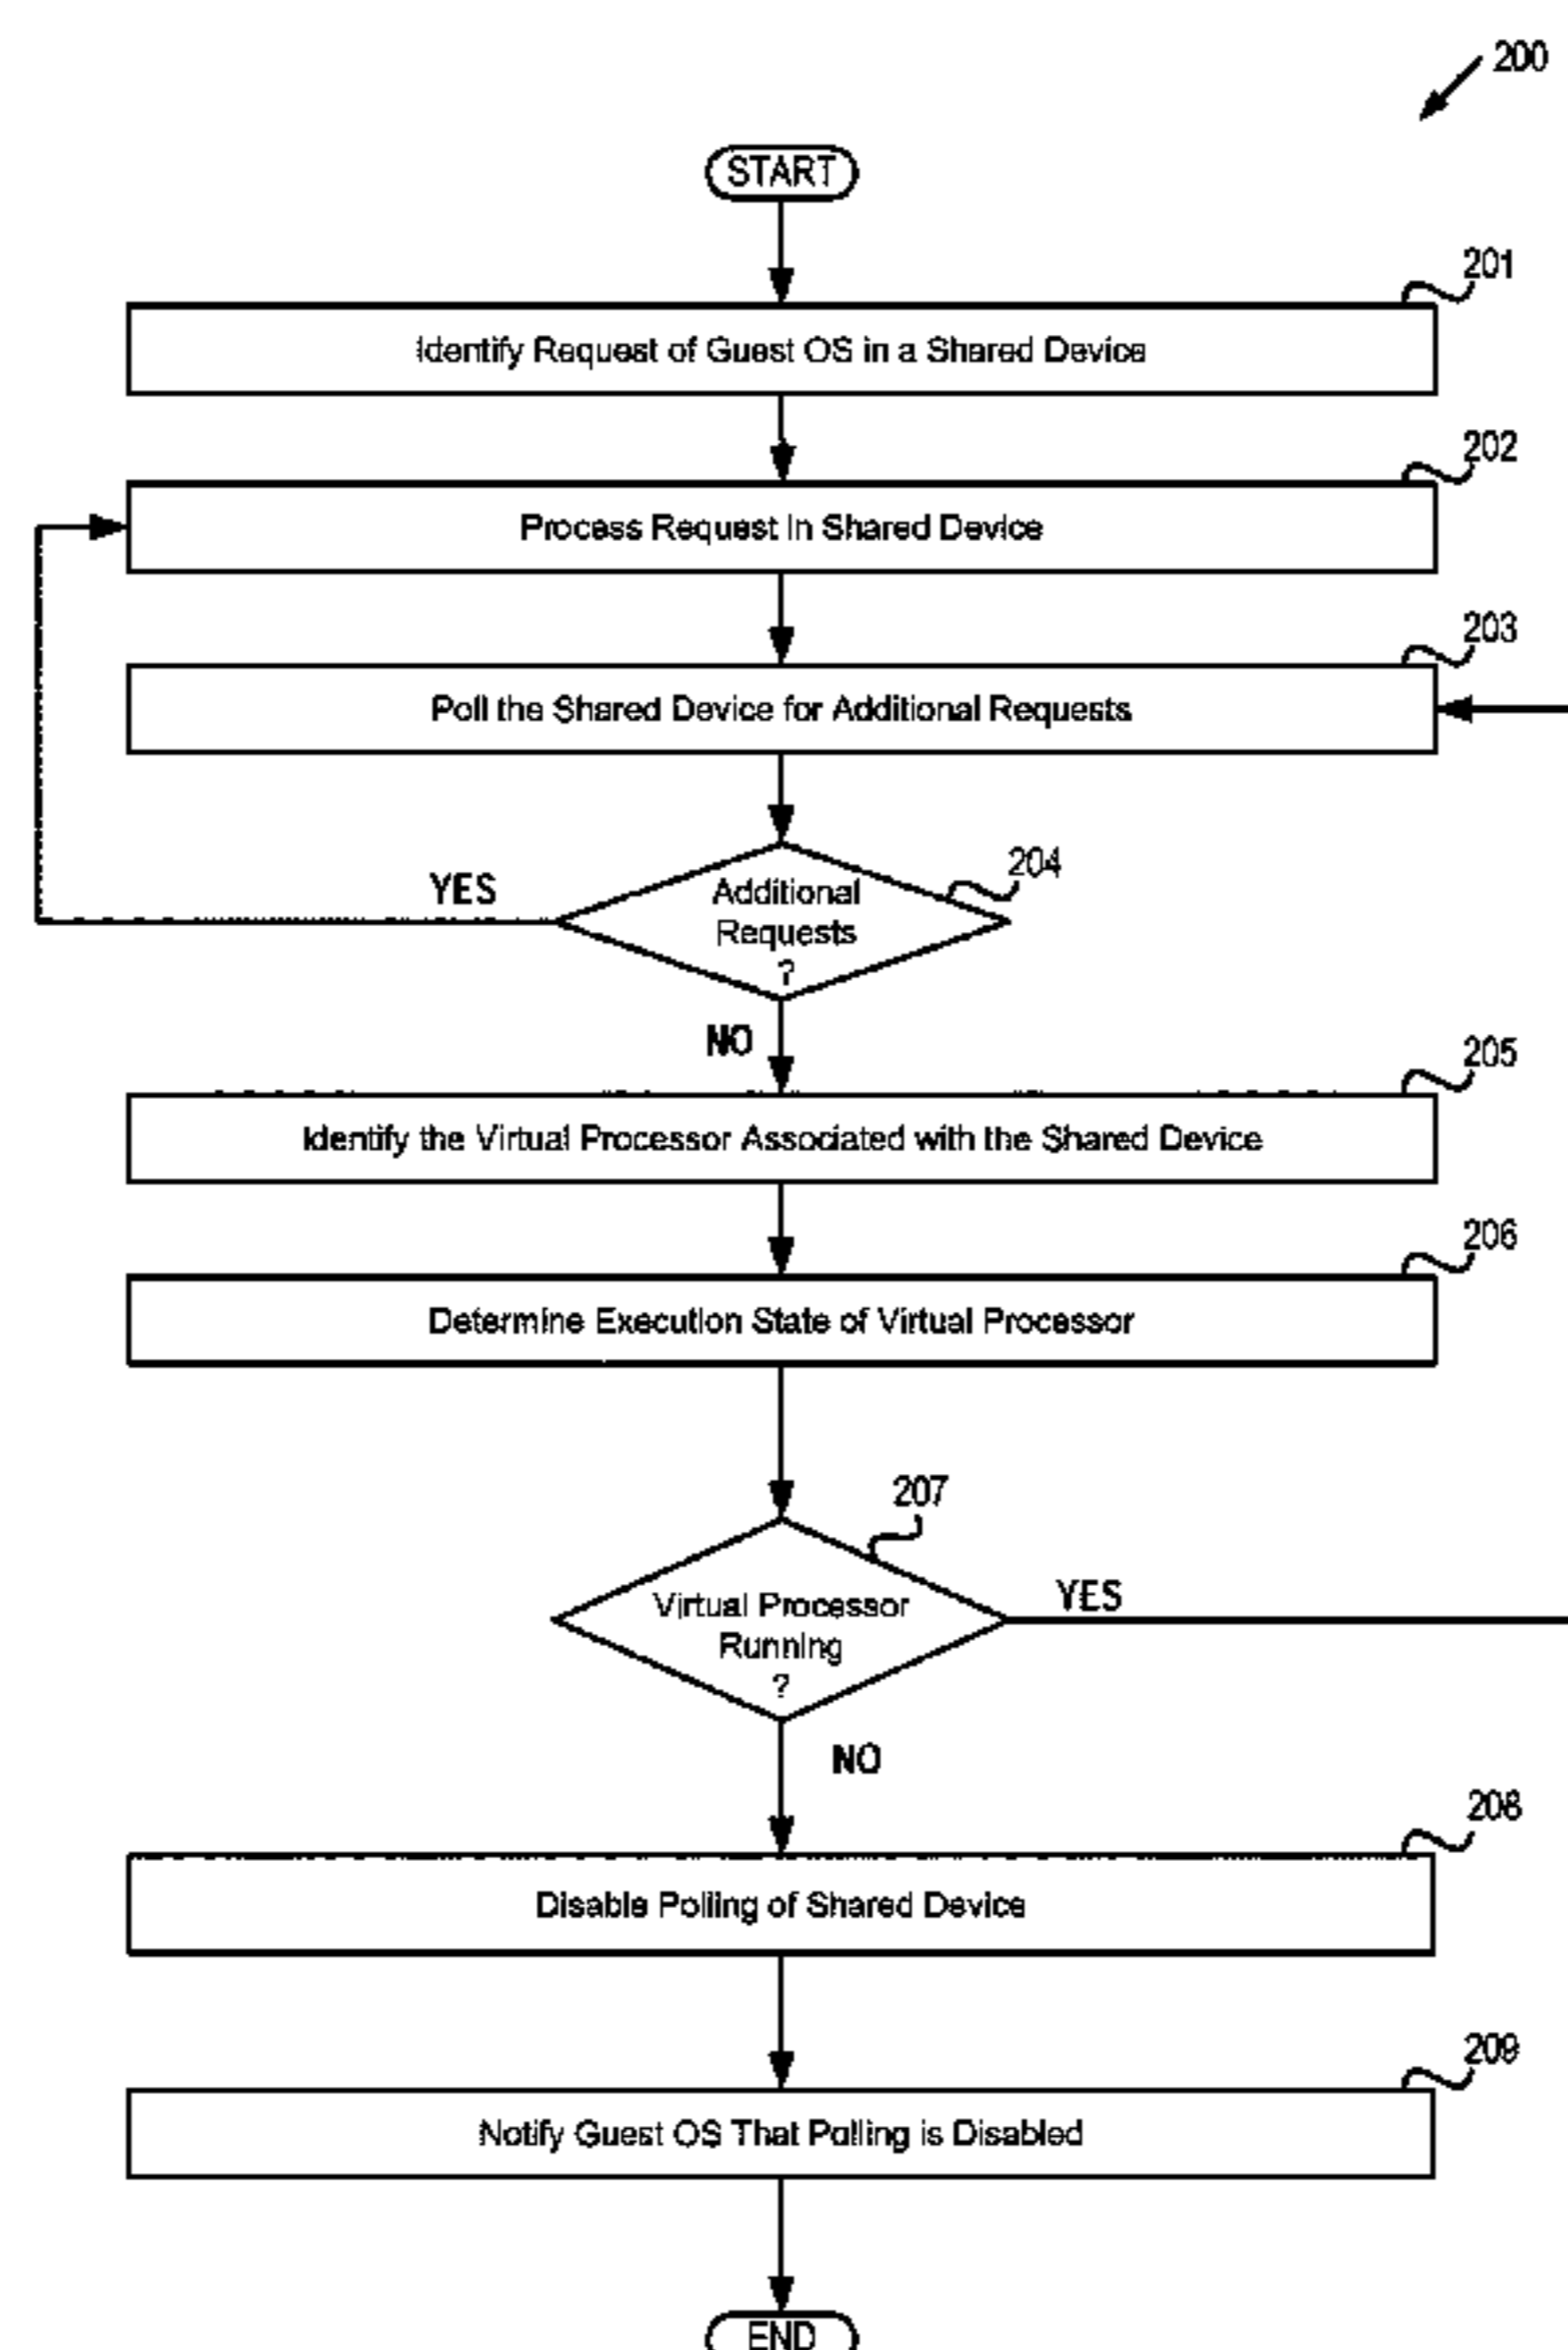 200
START
201
Identify Request of Guest OS in a Shared Device
202
Process Request in Shared Device
203
Poll the Shared Device for Additional Requests
204
YES
Additional
Requests
?
NO
205
Identify the Virtual Processor Associated with the Shared Device
206
Determine Execution State of Virtual Processor
207
Virtual Processor
Running
?
YES
NO
208
Disable Polling of Shared Device
209
Notify Guest OS That Polling is Disabled
END